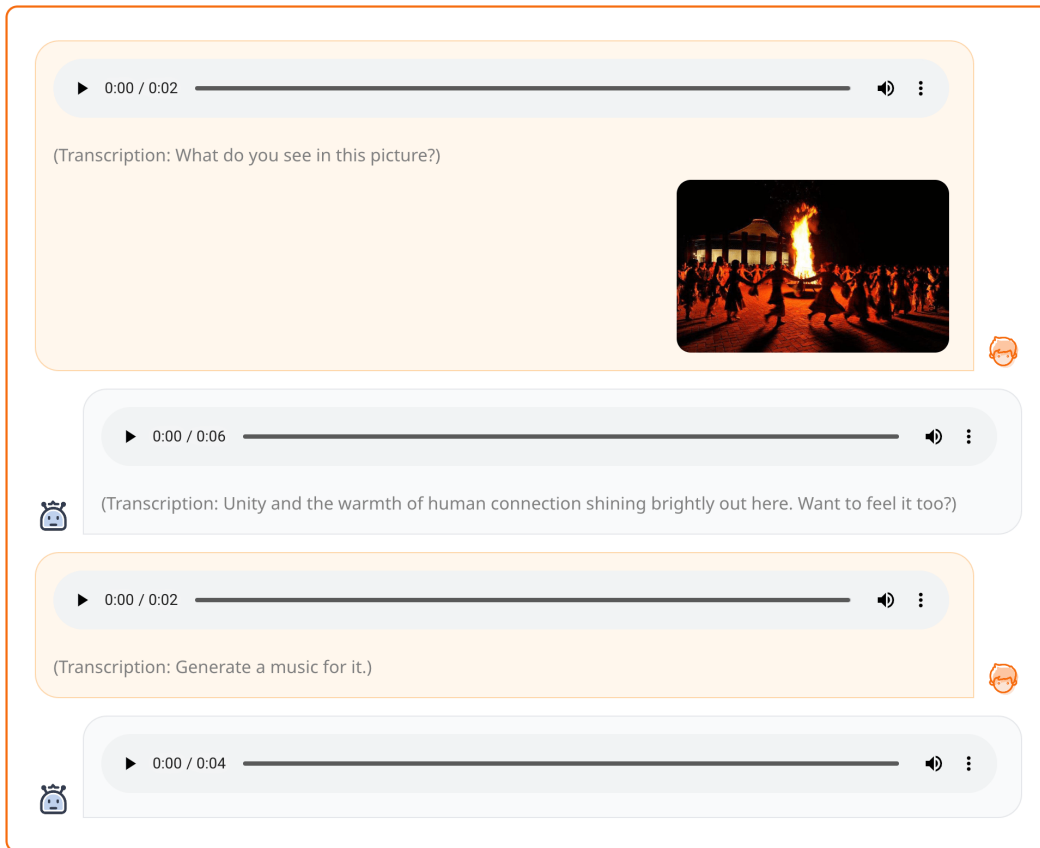 0:00 / 0:02
(Transcription: What do you see in this picture?)
0:00 / 0:06
(Transcription: Unity and the warmth of human connection shining brightly out here. Want to feel it too?)
0:00 / 0:02
(Transcription: Generate a music for it.)
0:00 / 0:04